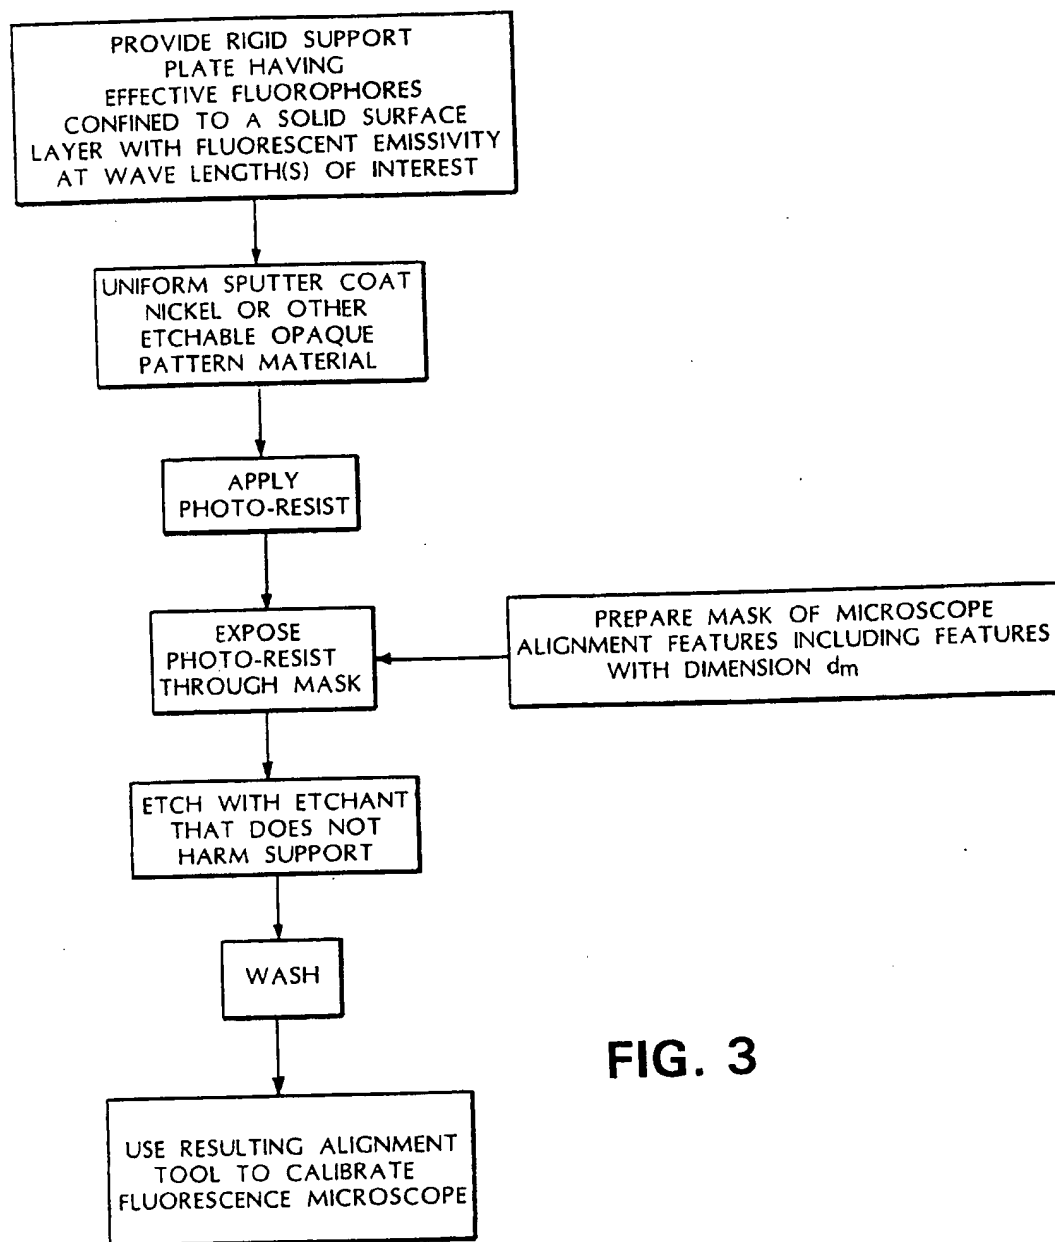 PROVIDE RIGID SUPPORT
PLATE HAVING
EFFECTIVE FLUOROPHORES
CONFINED TO A SOLID SURFACE
LAYER WITH FLUORESCENT EMISSIVITY
AT WAVE LENGTH(S) OF INTEREST
UNIFORM SPUTTER COAT
NICKEL OR OTHER
ETCHABLE OPAQUE
PATTERN MATERIAL
APPLY
PHOTO-RESIST
EXPOSE
PHOTO-RESIST
THROUGH MASK
PREPARE MASK OF MICROSCOPE
ALIGNMENT FEATURES INCLUDING FEATURES
WITH DIMENSION dm
ETCH WITH ETCHANT
THAT DOES NOT
HARM SUPPORT
WASH
USE RESULTING ALIGNMENT
TOOL TO CALIBRATE
FLUORESCENCE MICROSCOPE
FIG. 3